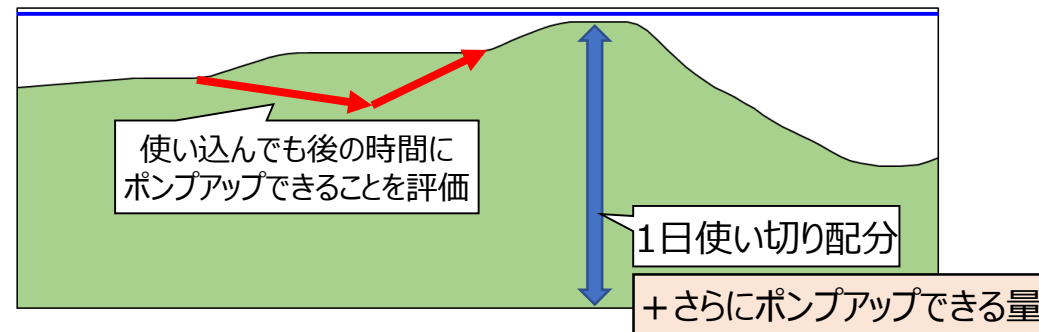 使い込んでも後の時間に
ポンプアップできることを評価
1日使い切り配分
＋さらにポンプアップできる量